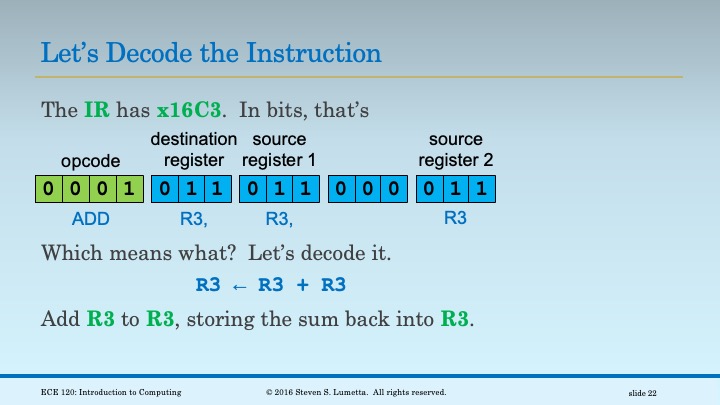 Let's Decode the Instruction
The IR has x16C3.  In bits, that's
destination source source
opcode register register 1 register 2
0 0 0 1 0 1 1 0 1 1 0 0 0 0 1 1
ADD R3, R3, R3
Which means what?  Let's decode it.
R3 ← R3 + R3
Add R3 to R3, storing the sum back into R3.
ECE 120: Introduction to Computing © 2016 Steven S. Lumetta.  All rights reserved. slide 22